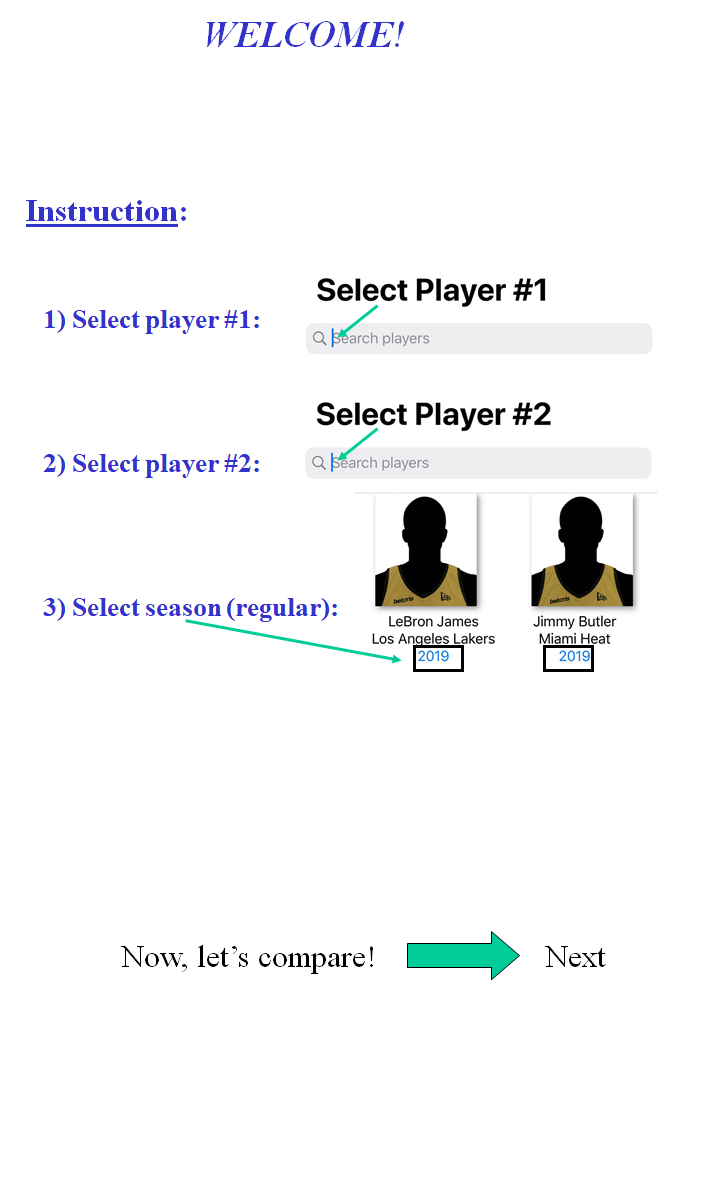 WELCOME!
Instruction:
Select Player #1
1) Select player #1:
Search players
Select Player #2
2) Select player #2:
Search players
betcris
betcris
3) Select season (regular):
LeBron James
Jimmy Butler
Los Angeles Lakers
Miami Heat
2019
2019
Now, let’s compare!
Next